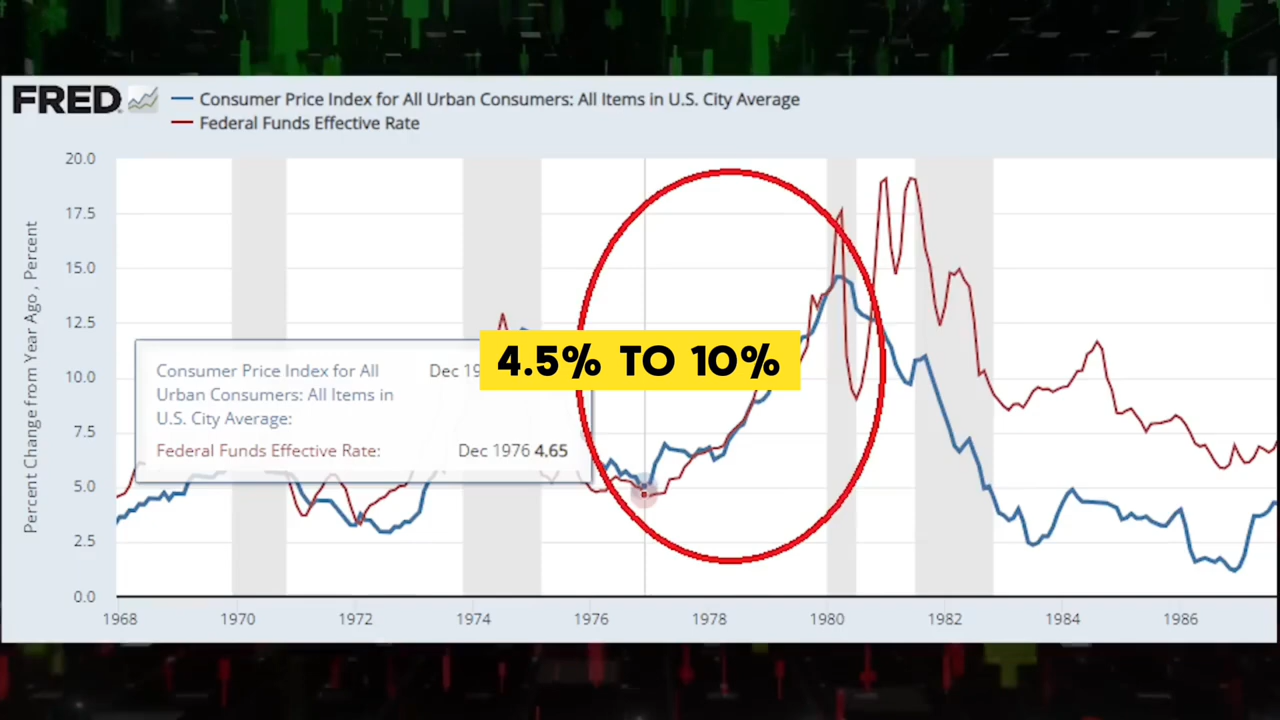 FRED
Consumer Price Index for All Urban Consumers: All Items in U.S. City Average
Federal Funds Effective Rate
Percent Change from Year Ago , Percent
20.0
17.5
15.0
12.5
10.0
7.5
5.0
2.5
0.0
Consumer Price Index for All
Urban Consumers: All Items in
U.S. City Average:
Dec
4.5% TO 10%
Federal Funds Effective Rate: Dec 1976 4.65
1968 1970 1972 1974 1976 1978 1980 1982 1984 1986